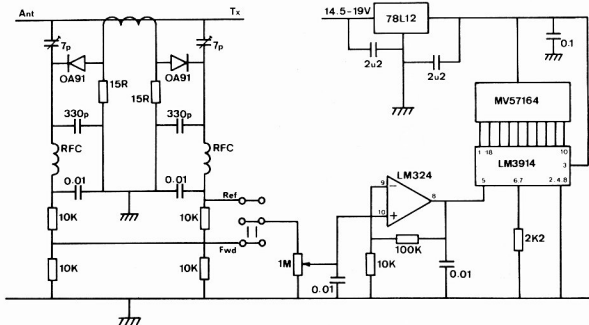 Ant
Tx
14.5-19V
78L12
7p
7p
OA91
OA91
2u2
2u2
0.1
15R
15R
MV57164
330p
330p
RFC
RFC
1 18
10
LM3914
3
5
6.7
2.4.8
LM324
0.01
0.01
9
8
10
Ref
10K
10K
2K2
Fwd
100K
10K
10K
1M
10K
0.01
0.01